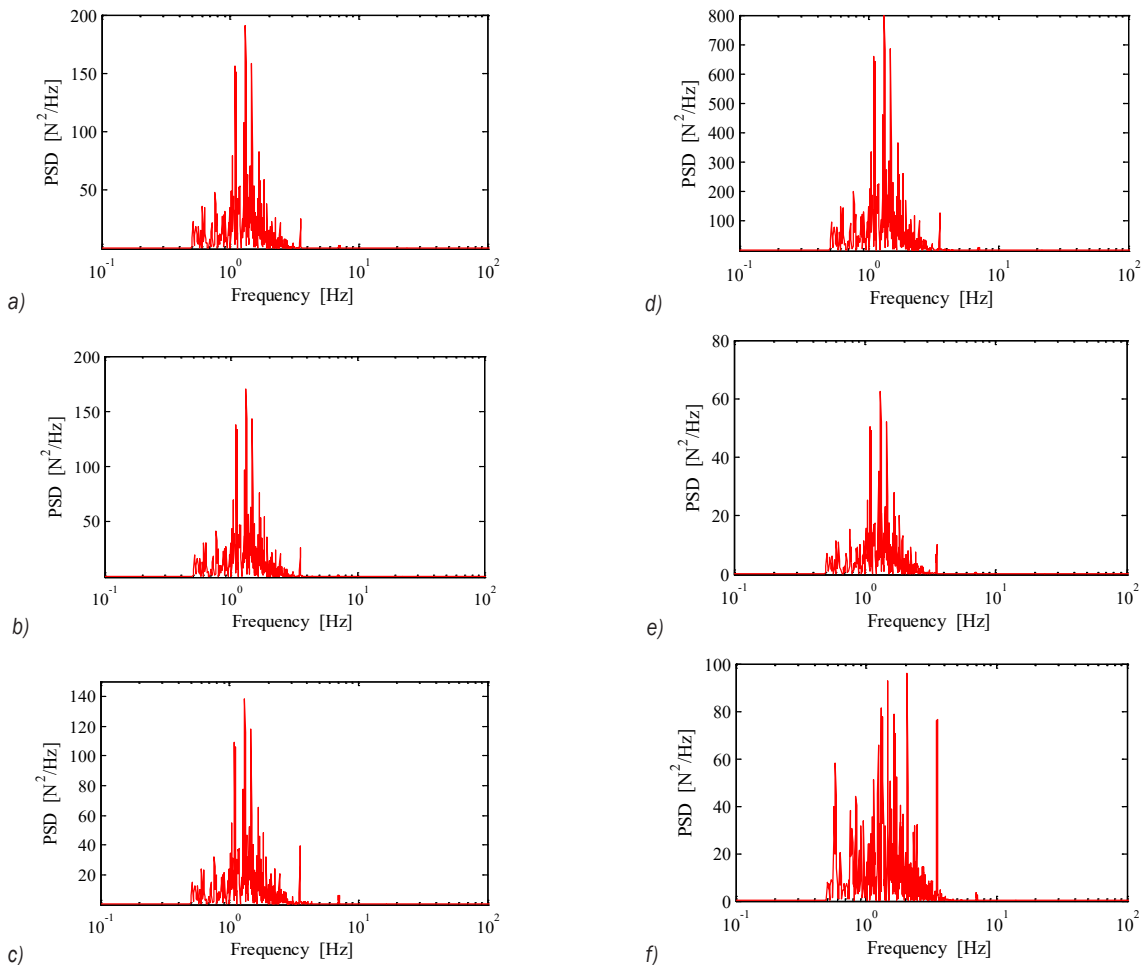 200
150
100
50
PSD [N²/Hz]
10⁻¹ 10⁰ 10¹ 10²
Frequency [Hz]
a)
800
700
600
500
400
300
200
100
PSD [N²/Hz]
10⁻¹ 10⁰ 10¹ 10²
Frequency [Hz]
d)
200
150
100
50
PSD [N²/Hz]
10⁻¹ 10⁰ 10¹ 10²
Frequency [Hz]
b)
80
60
40
20
0
PSD [N²/Hz]
10⁻¹ 10⁰ 10¹ 10²
Frequency [Hz]
e)
140
120
100
80
60
40
20
PSD [N²/Hz]
10⁻¹ 10⁰ 10¹ 10²
Frequency [Hz]
c)
100
80
60
40
20
0
PSD [N²/Hz]
10⁻¹ 10⁰ 10¹ 10²
Frequency [Hz]
f)